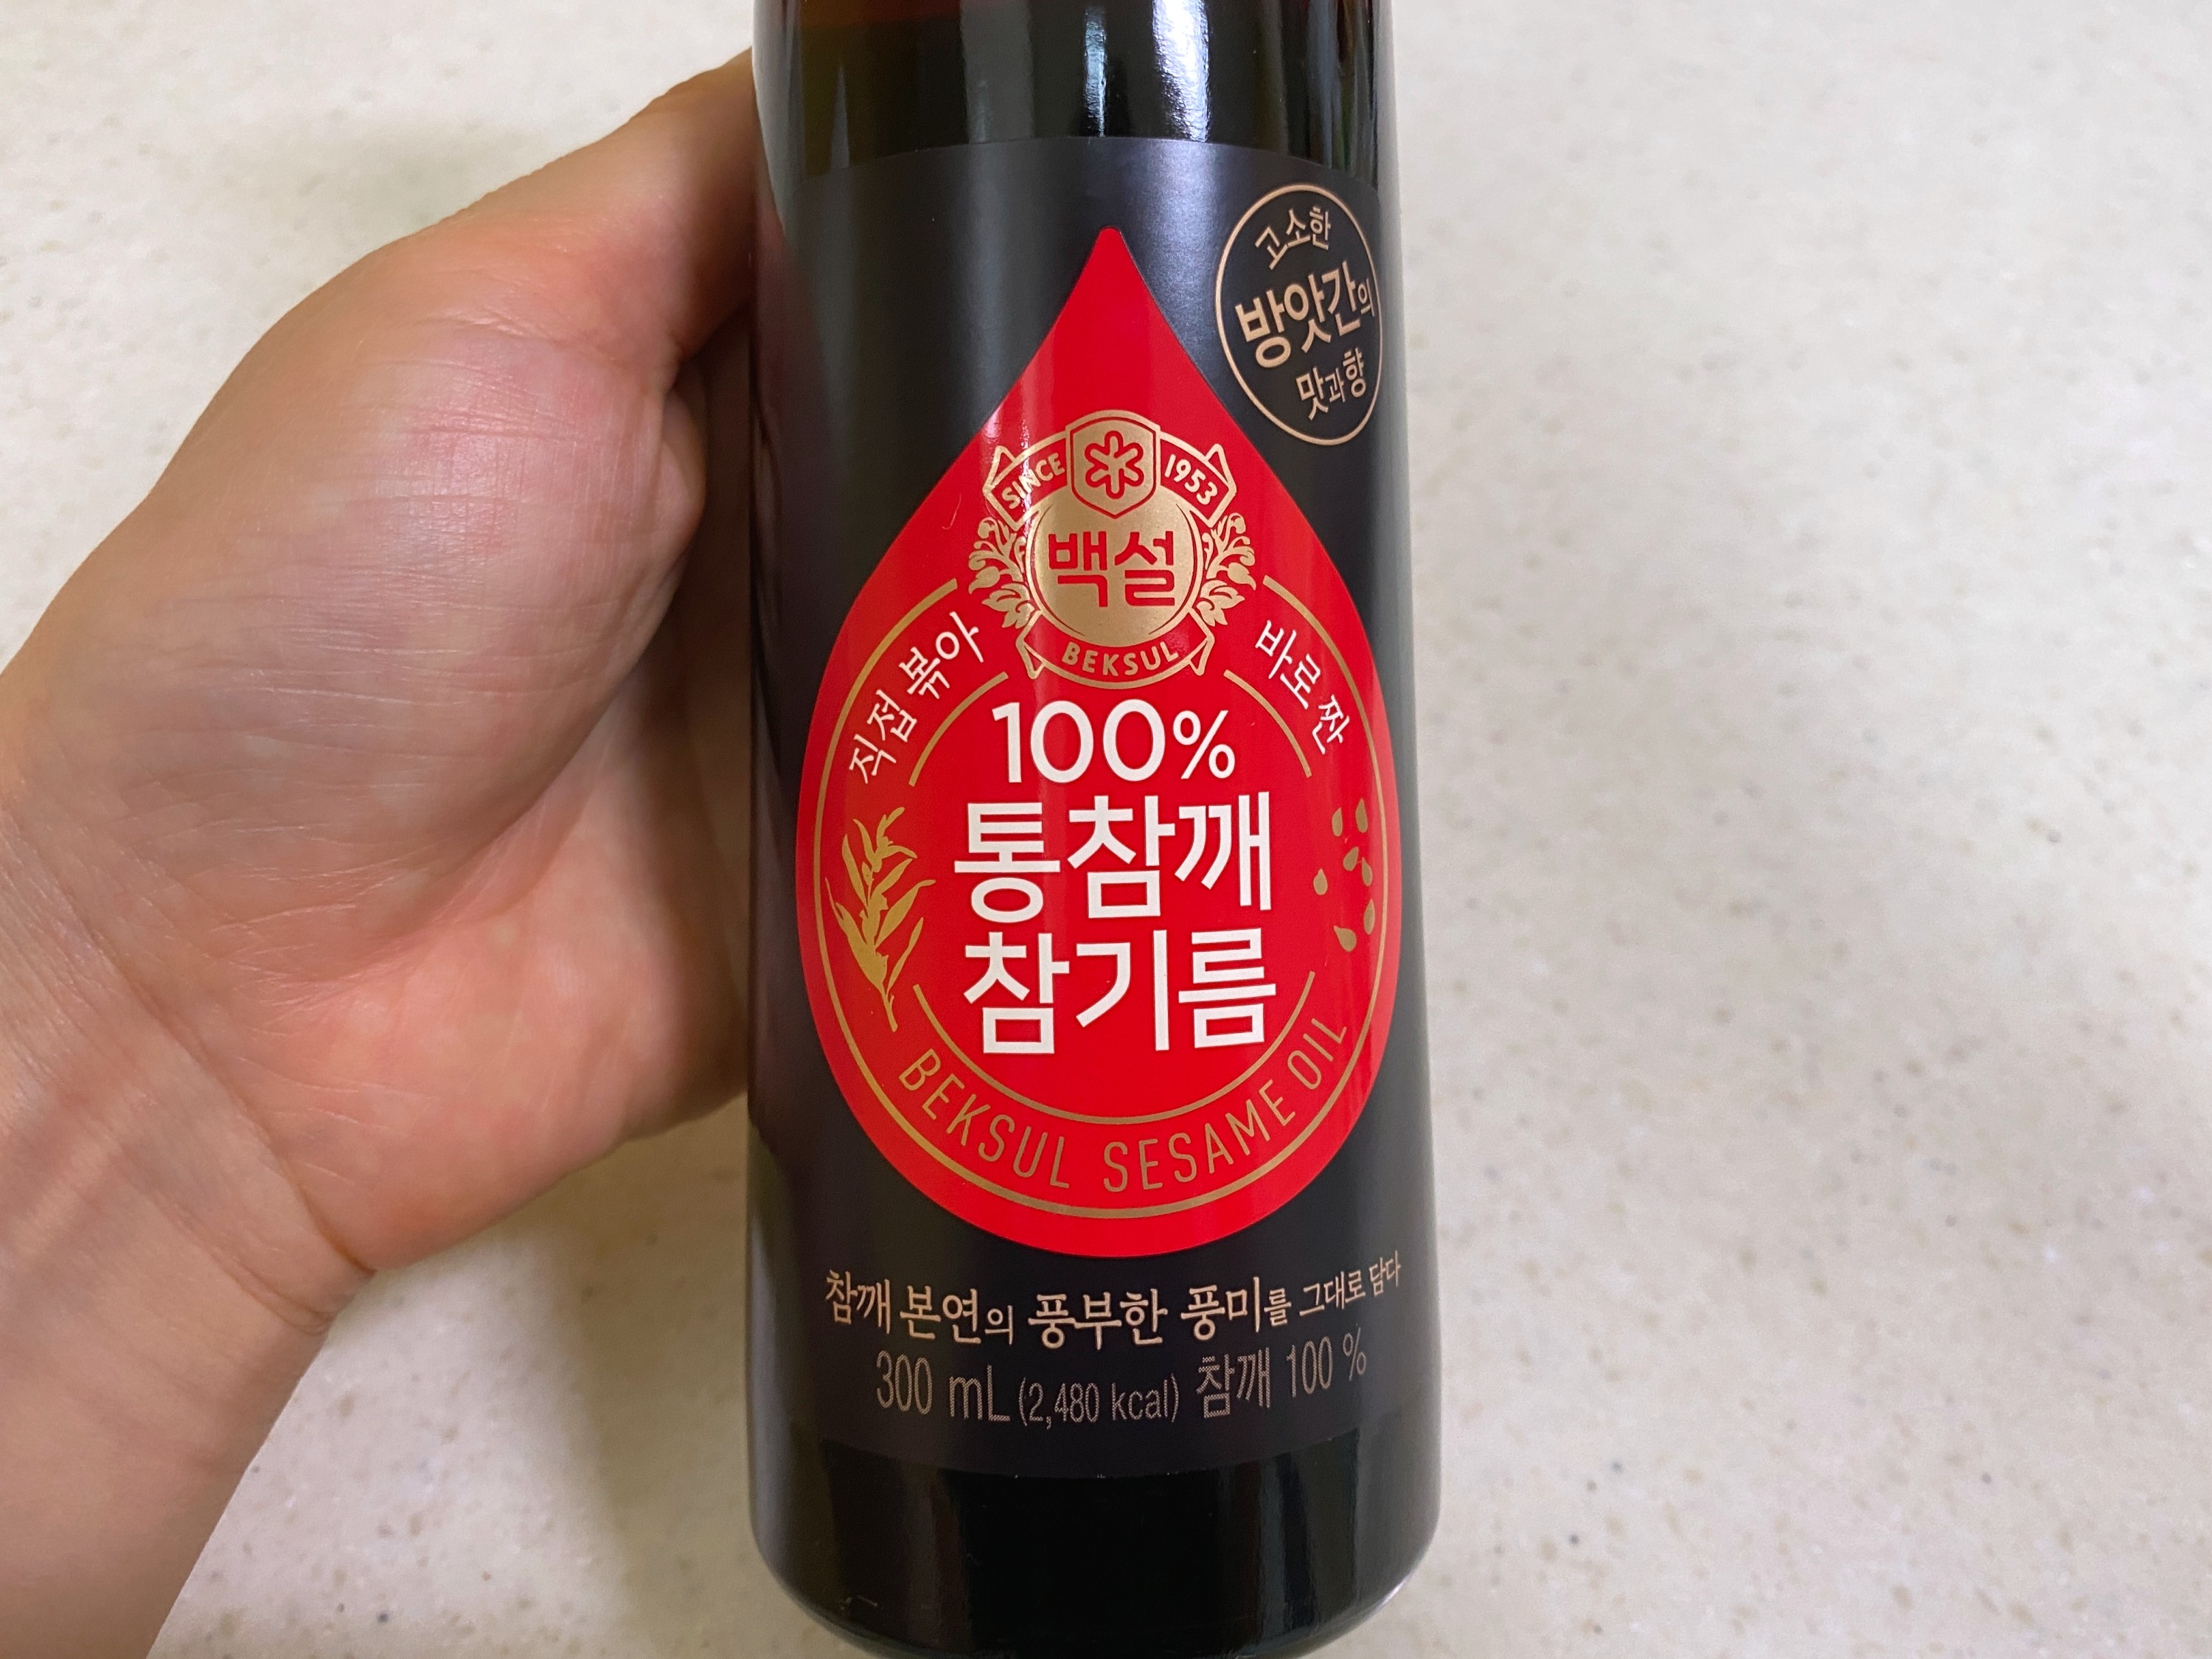 고소한
방앗간의
맛과 향
SINCE 1953
백설
BEKSUL
직접 볶아 바로 짠
100%
통참깨
참기름
BEKSUL SESAME OIL
참깨 본연의 풍부한 풍미를 그대로 담다
300 mL (2,480 kcal) 참깨 100 %